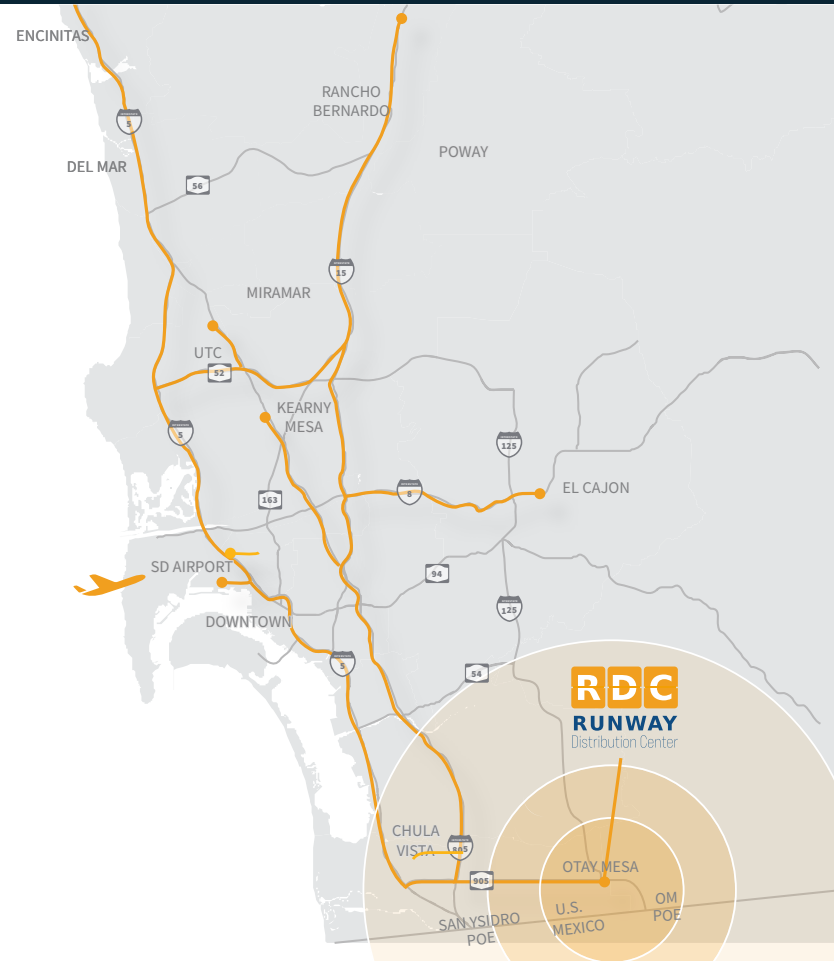 ENCINITAS
RANCHO
BERNARDO
5
POWAY
DEL MAR
56
15
MIRAMAR
UTC
52
KEARNY
MESA
5
125
8
EL CAJON
163
SD AIRPORT
94
125
DOWNTOWN
5
54
RDC
RUNWAY
Distribution Center
CHULA
VISTA
805
OTAY MESA
905
OM
POE
U.S.
MEXICO
SAN YSIDRO
POE